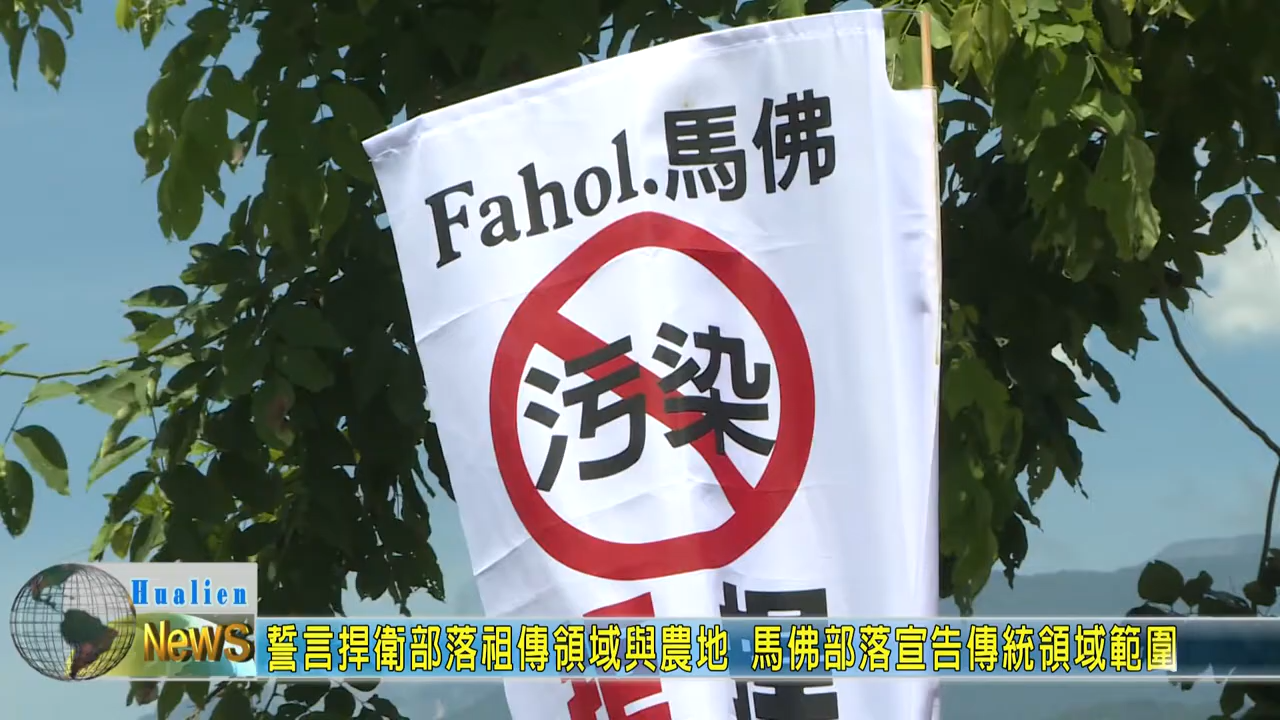 Fahol.馬佛
污染
Hualien
News
誓言捍衛部落祖傳領域與農地 馬佛部落宣告傳統領域範圍